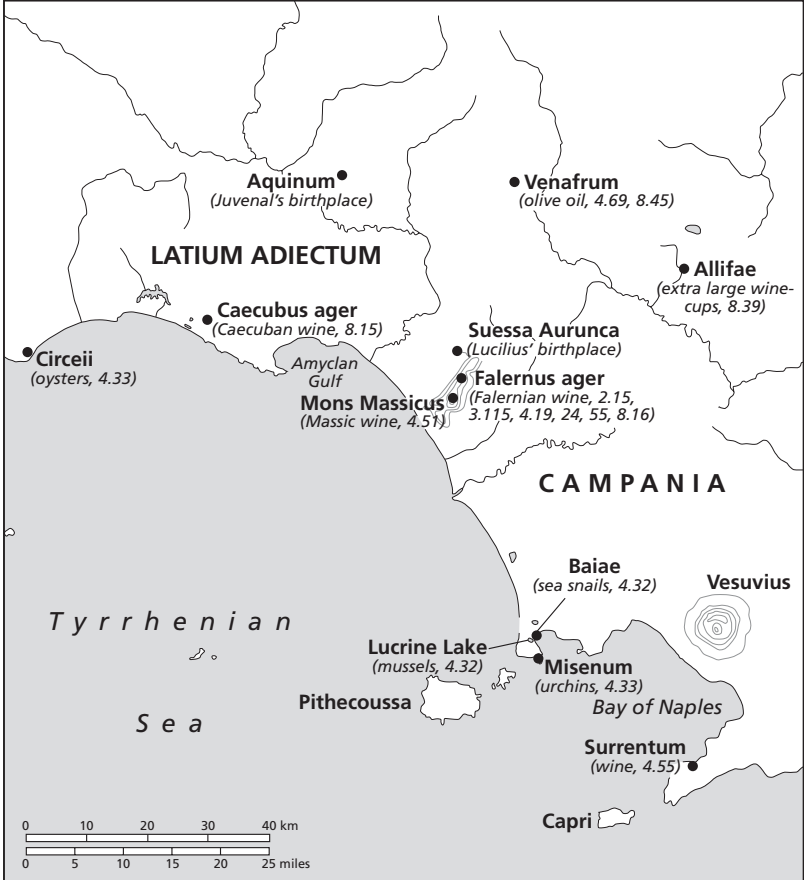 Aquinum
(Juvenal's birthplace)
Venafrum
(olive oil, 4.69, 8.45)
LATIUM ADIECTUM
Allifae
(extra large wine-
cups, 8.39)
Caecubus ager
(Caecuban wine, 8.15)
Suessa Aurunca
(Lucilius' birthplace)
Circeii
(oysters, 4.33)
Amyclan
Gulf
Falernus ager
(Falernian wine, 2.15,
3.115, 4.19, 24, 55, 8.16)
Mons Massicus
(Massic wine, 4.51)
CAMPANIA
Baiae
(sea snails, 4.32)
Vesuvius
Tyrrhenian
Sea
Lucrine Lake
(mussels, 4.32)
Misenum
(urchins, 4.33)
Pithecoussa
Bay of Naples
Surrentum
(wine, 4.55)
Capri
0 10 20 30 40 km
0 5 10 15 20 25 miles